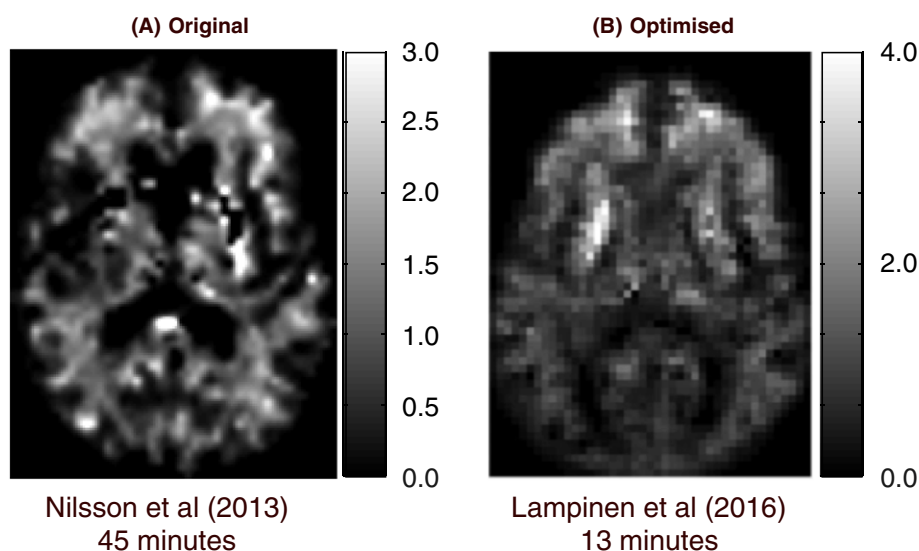 (A) Original
3.0
2.5
2.0
1.5
1.0
0.5
0.0
Nilsson et al (2013)
45 minutes
(B) Optimised
4.0
2.0
0.0
Lampinen et al (2016)
13 minutes